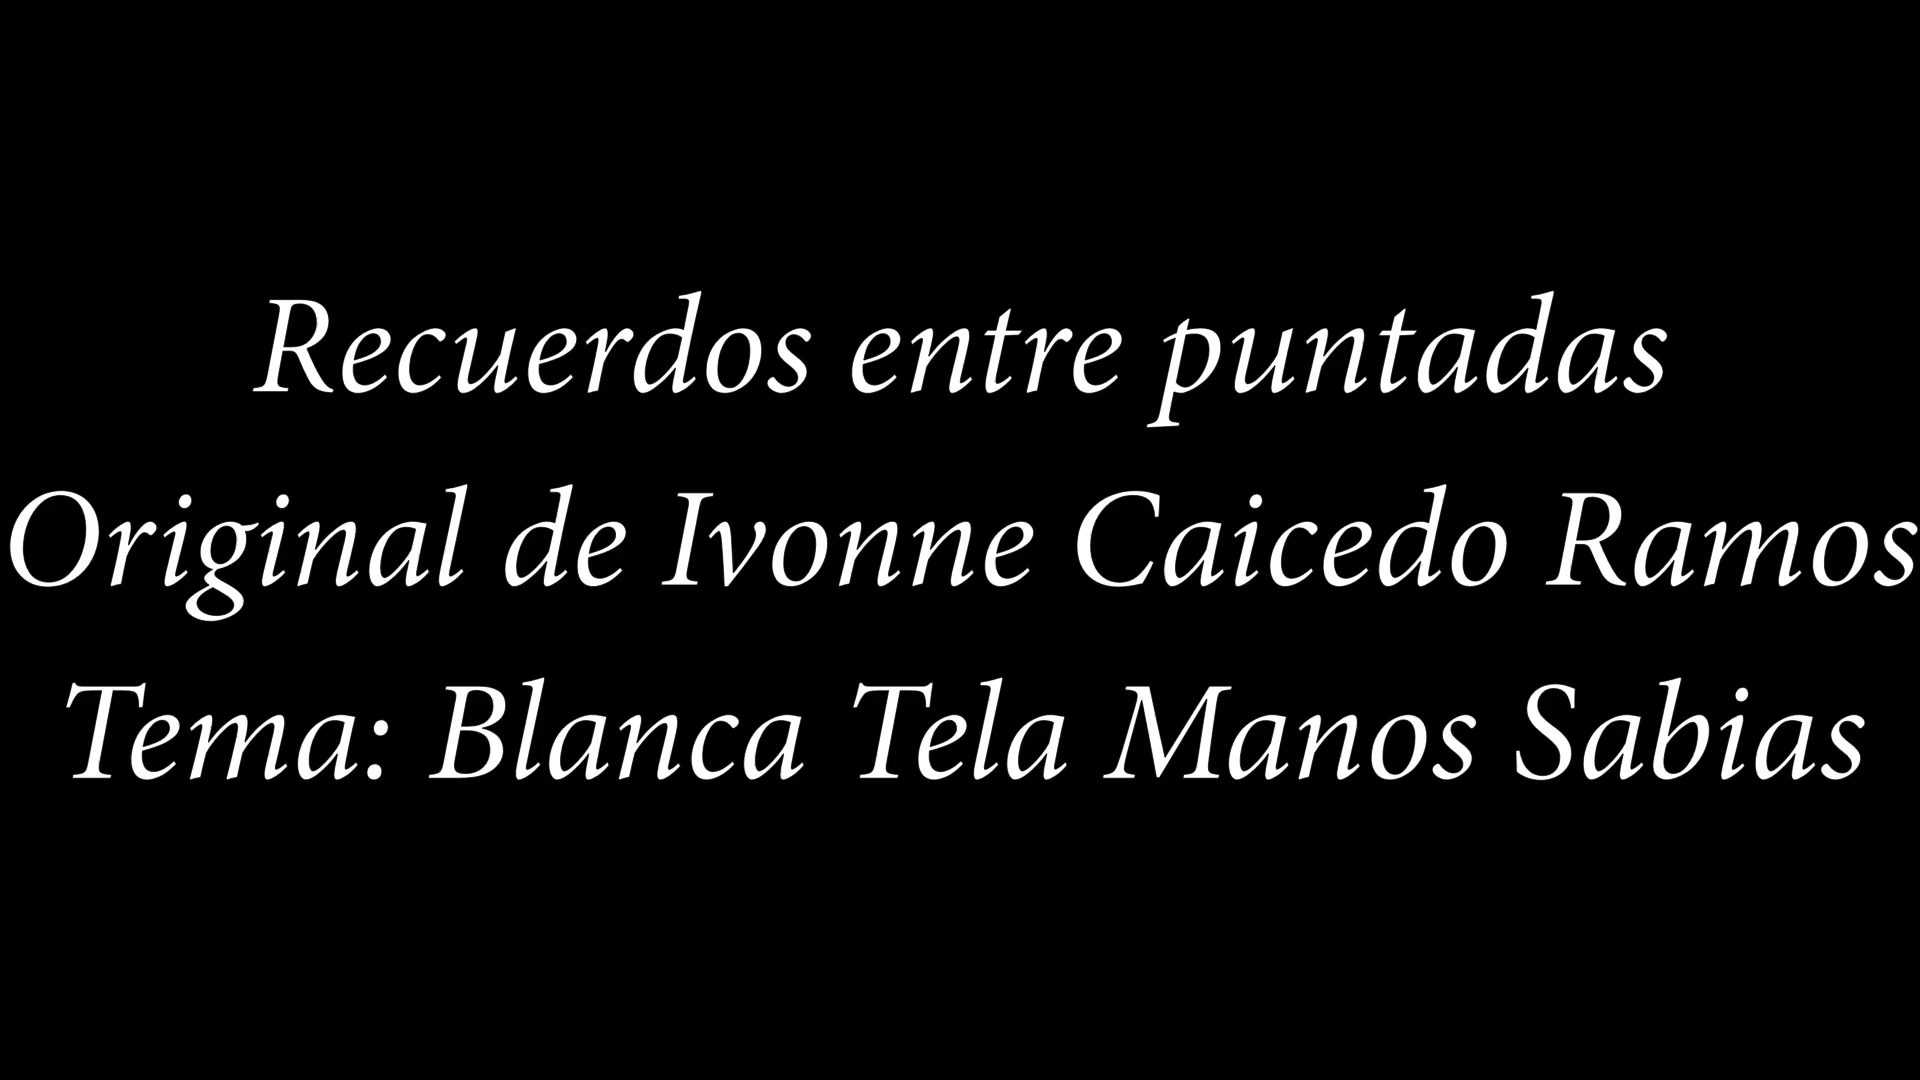 Recuerdos entre puntadas
Original de Ivonne Caicedo Ramos
Tema: Blanca Tela Manos Sabias